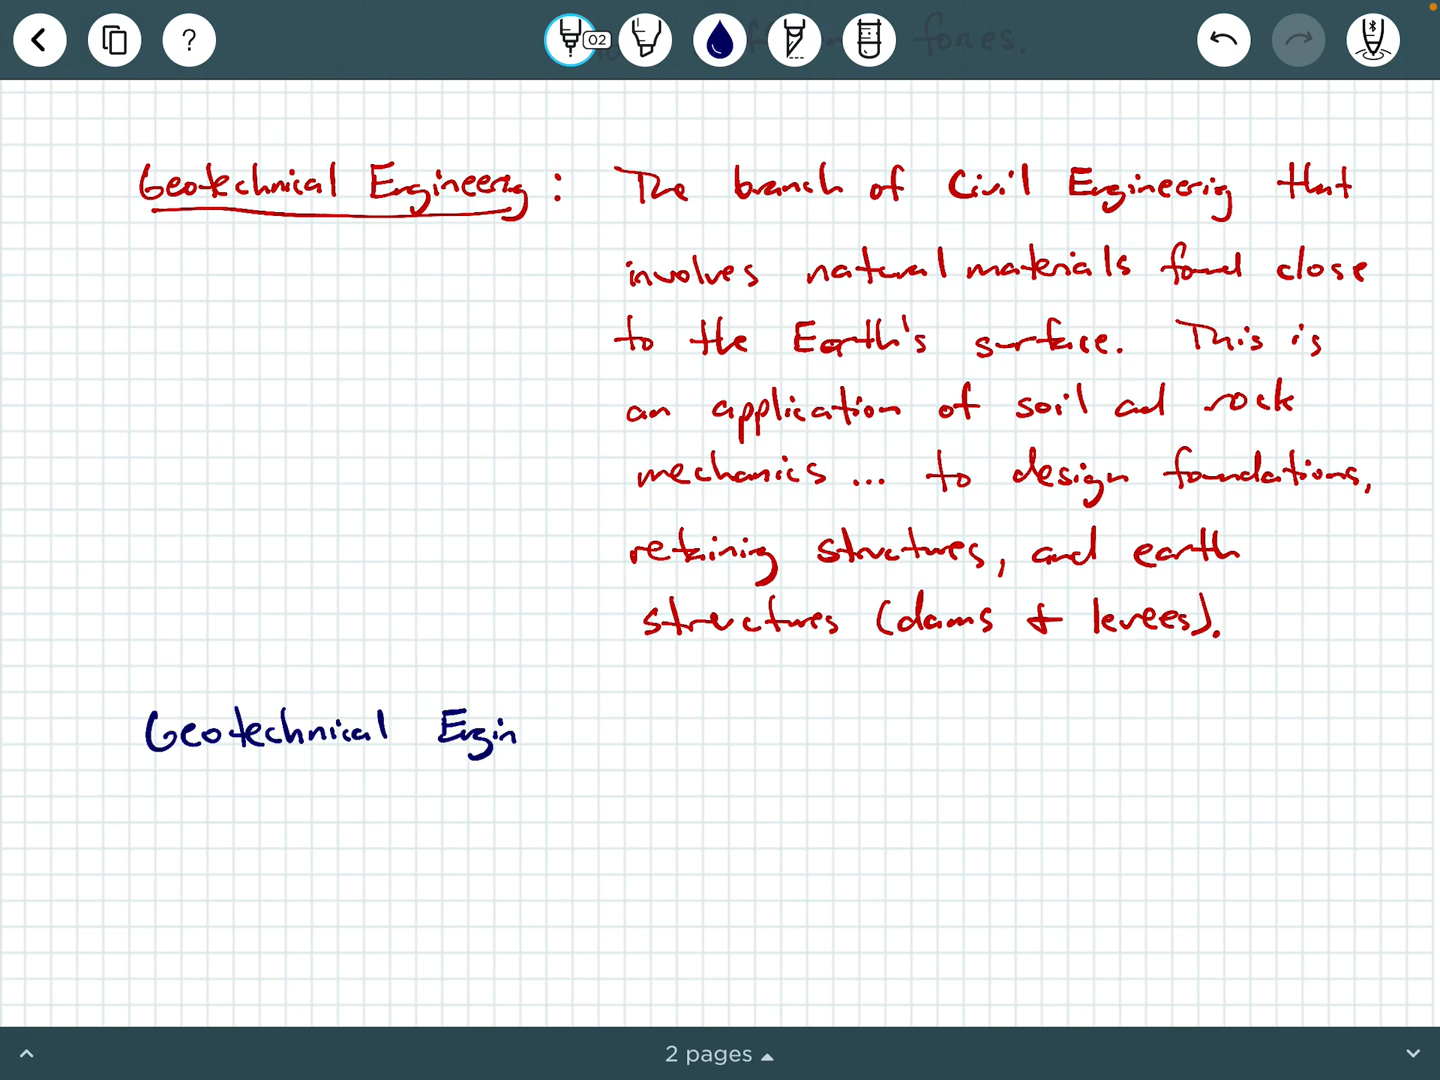 ?
02
fones.
Geotechnical Engineering : The branch of Civil Engineering that
involves natural materials found close
to the Earth's surface. This is
an application of soil and rock
mechanics ... to design foundations,
retaining structures, and earth
structures (dams + levees).
Geotechnical Engin
2 pages